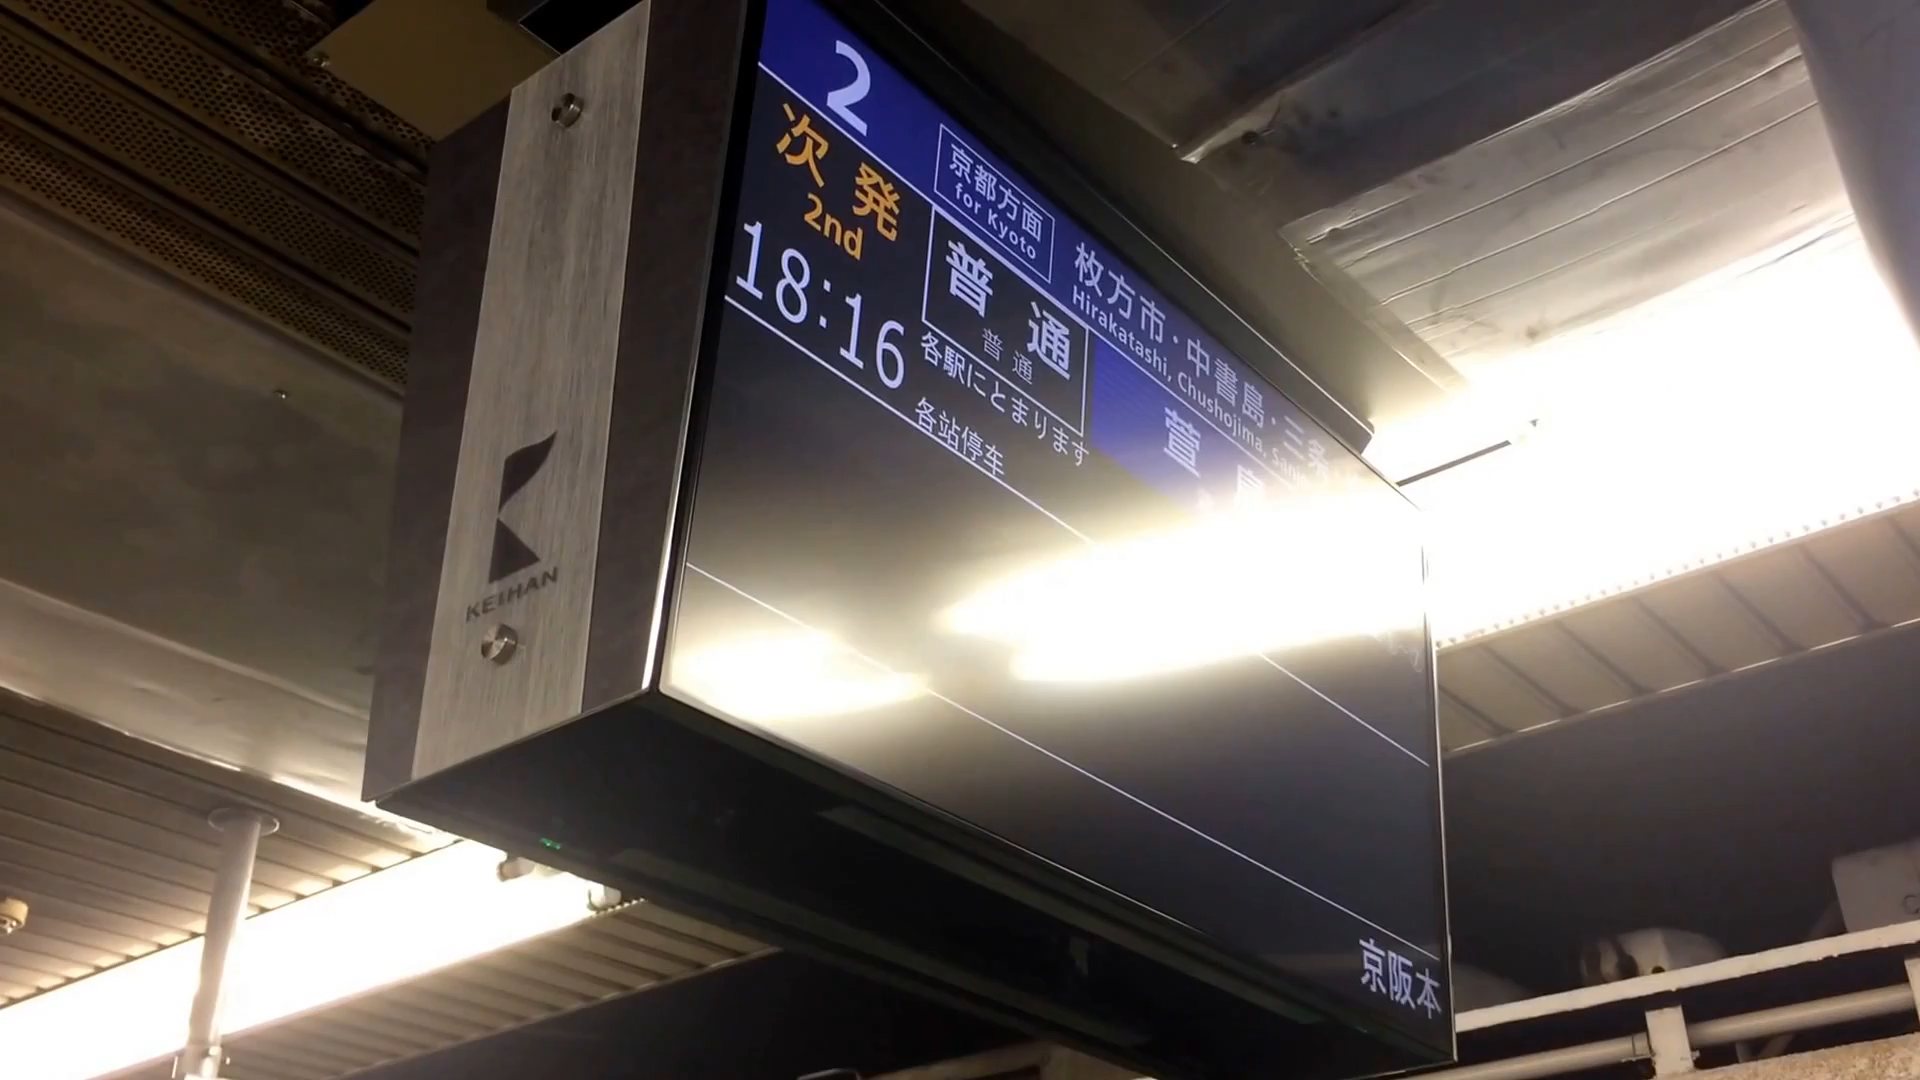 2
京都方面
for Kyoto
枚方市・中書島・三条
Hirakatashi, Chushojima,
次発
2nd
18:16
普通
普通
各駅にとまります
各站停车
萱島
京阪本
KEIHAN